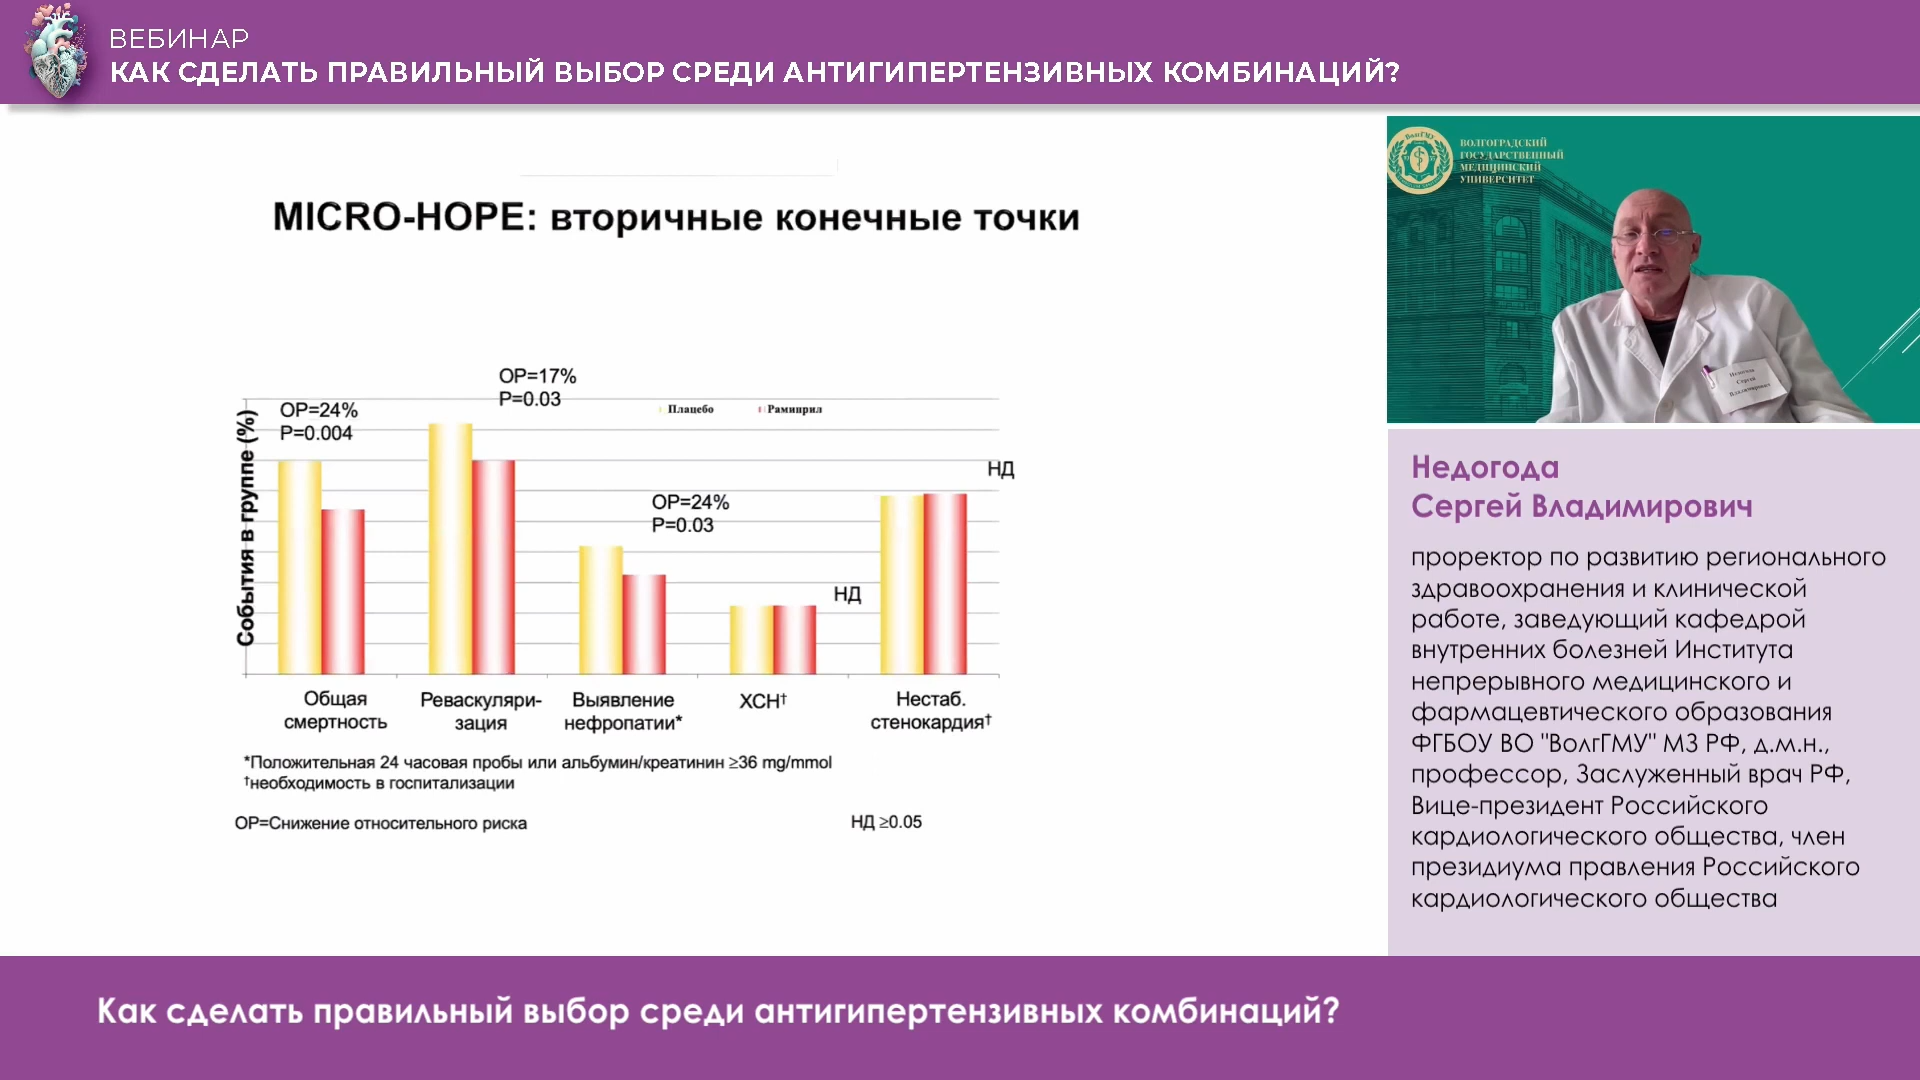 ВЕБИНАР
КАК СДЕЛАТЬ ПРАВИЛЬНЫЙ ВЫБОР СРЕДИ АНТИГИПЕРТЕНЗИВНЫХ КОМБИНАЦИЙ?
MICRO-HOPE: вторичные конечные точки
События в группе (%)
ОР=24%
Р=0.004
ОР=17%
Р=0.03
Плацебо
Рамиприл
ОР=24%
Р=0.03
НД
НД
Общая
смертность
Реваскуляри-
зация
Выявление
нефропатии*
ХСН†
Нестаб.
стенокардия†
*Положительная 24 часовая пробы или альбумин/креатинин ≥36 mg/mmol
†необходимость в госпитализации
ОР=Снижение относительного риска
НД ≥0.05
ВолгГМУ
ВОЛГОГРАДСКИЙ
ГОСУДАРСТВЕННЫЙ
МЕДИЦИНСКИЙ
УНИВЕРСИТЕТ
Недогода
Сергей
Владимирович
Недогода
Сергей Владимирович
проректор по развитию регионального
здравоохранения и клинической
работе, заведующий кафедрой
внутренних болезней Института
непрерывного медицинского и
фармацевтического образования
ФГБОУ ВО "ВолгГМУ" МЗ РФ, д.м.н.,
профессор, Заслуженный врач РФ,
Вице-президент Российского
кардиологического общества, член
президиума правления Российского
кардиологического общества
Как сделать правильный выбор среди антигипертензивных комбинаций?